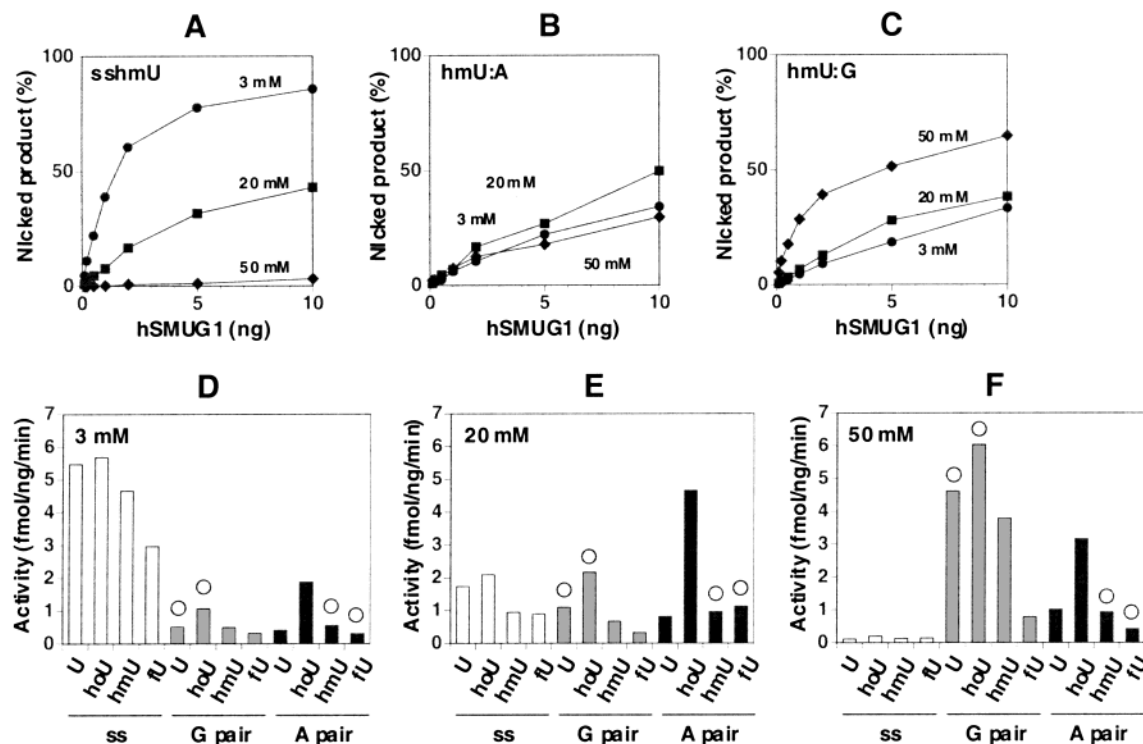 A
B
C
Nicked product (%)
100
50
0
sshmU
3 mM
20 mM
50 mM
0
5
10
hSMUG1 (ng)
Nicked product (%)
100
50
0
hmU:A
20 mM
3 mM
50 mM
0
5
10
hSMUG1 (ng)
Nicked product (%)
100
50
0
hmU:G
50 mM
20 mM
3 mM
0
5
10
hSMUG1 (ng)
D
E
F
Activity (fmol/ng/min)
7
6
5
4
3
2
1
0
3 mM
U hoU hmU fU U hoU hmU fU U hoU hmU fU
ss G pair A pair
Activity (fmol/ng/min)
7
6
5
4
3
2
1
0
20 mM
U hoU hmU fU U hoU hmU fU U hoU hmU fU
ss G pair A pair
Activity (fmol/ng/min)
7
6
5
4
3
2
1
0
50 mM
U hoU hmU fU U hoU hmU fU U hoU hmU fU
ss G pair A pair